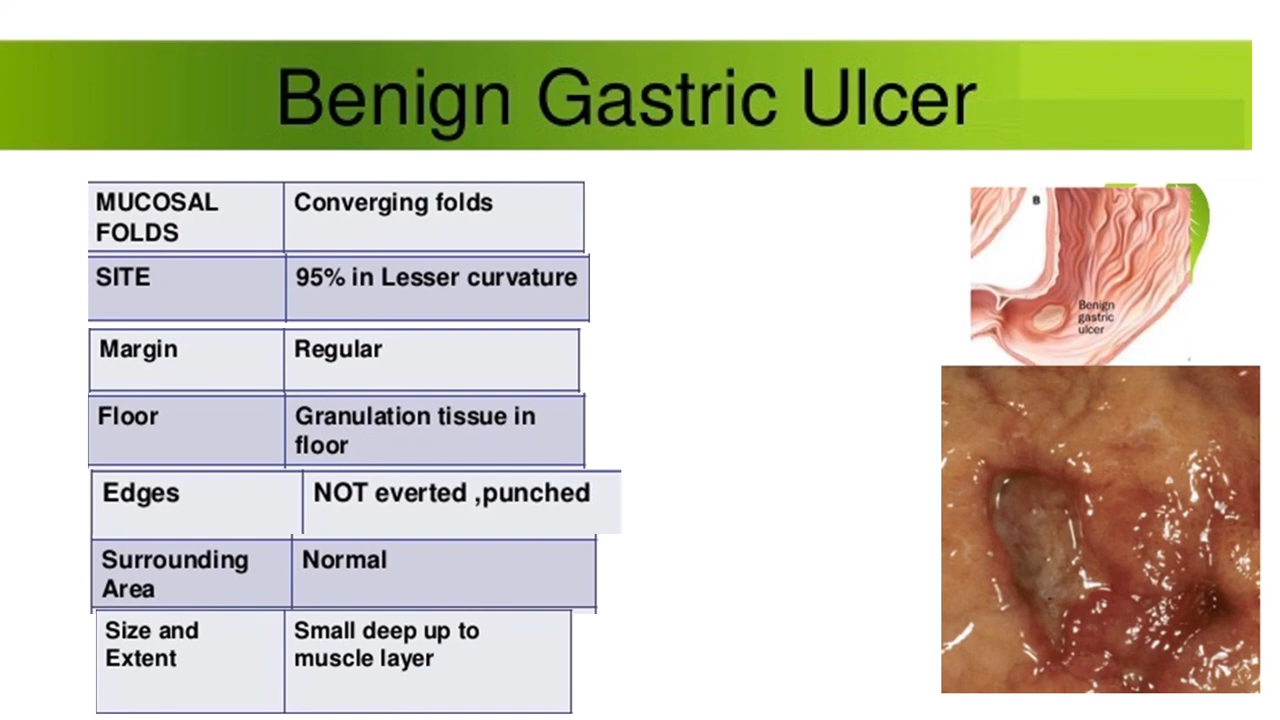 Benign Gastric Ulcer
MUCOSAL Converging folds
FOLDS
SITE 95% in Lesser curvature
Margin Regular
Floor Granulation tissue in
floor
Edges NOT everted ,punched
Surrounding Normal
Area
Size and Small deep up to
Extent muscle layer
B
Benign
gastric
ulcer